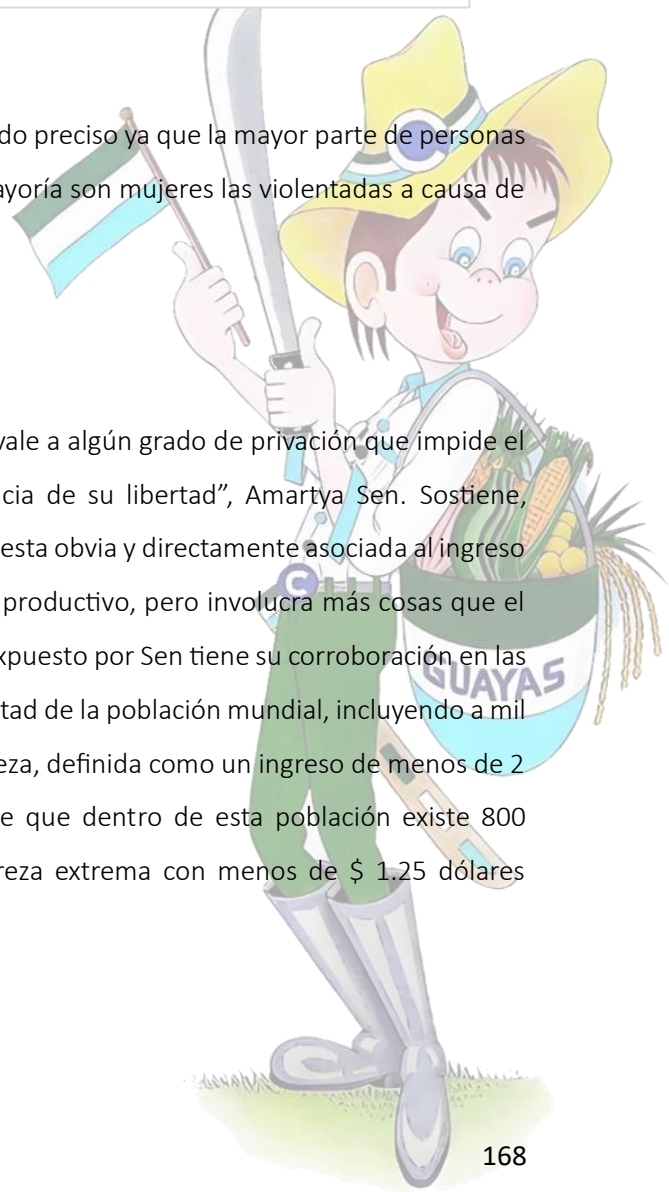 do preciso ya que la mayor parte de personas
ayoría son mujeres las violentadas a causa de
vale a algún grado de privación que impide el
cia de su libertad”, Amartya Sen. Sostiene,
esta obvia y directamente asociada al ingreso
productivo, pero involucra más cosas que el
C
xpuesto por Sen tiene su corroboración en las
GUAYAS
tad de la población mundial, incluyendo a mil
eza, definida como un ingreso de menos de 2
e que dentro de esta población existe 800
reza extrema con menos de $ 1.25 dólares
168